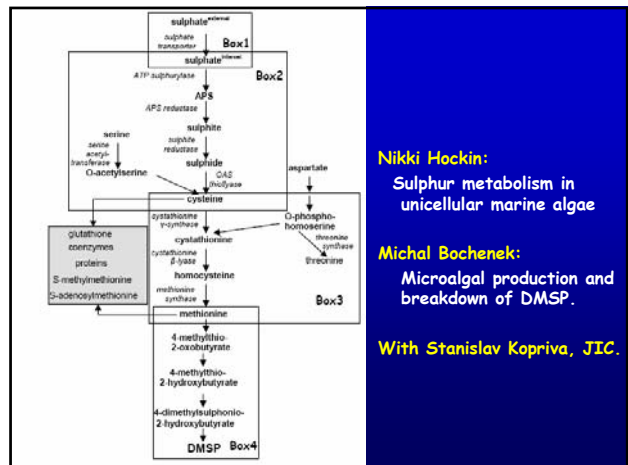 sulphate external
sulphate
transporter
Box1
sulphate internal
Box2
ATP sulphurylase
APS
APS reductase
sulphite
sulphite
reductase
serine
serine
acetyl-
transferase
O-acetylserine
sulphide
OAS
thiollyase
aspartate
cysteine
cystathionine
γ-synthase
O-phospho-
homoserine
cystathionine
threonine
synthase
threonine
cystathionine
β-lyase
homocysteine
methionine
synthase
Box3
glutathione
coenzymes
proteins
S-methylmethionine
S-adenosylmethionine
methionine
4-methylthio-
2-oxobutyrate
4-methylthio-
2-hydroxybutyrate
4-dimethylsulphonio-
2-hydroxybutyrate
DMSP
Box4
Nikki Hockin:
Sulphur metabolism in
unicellular marine algae
Michal Bochenek:
Microalgal production and
breakdown of DMSP.
With Stanislav Kopriva, JIC.